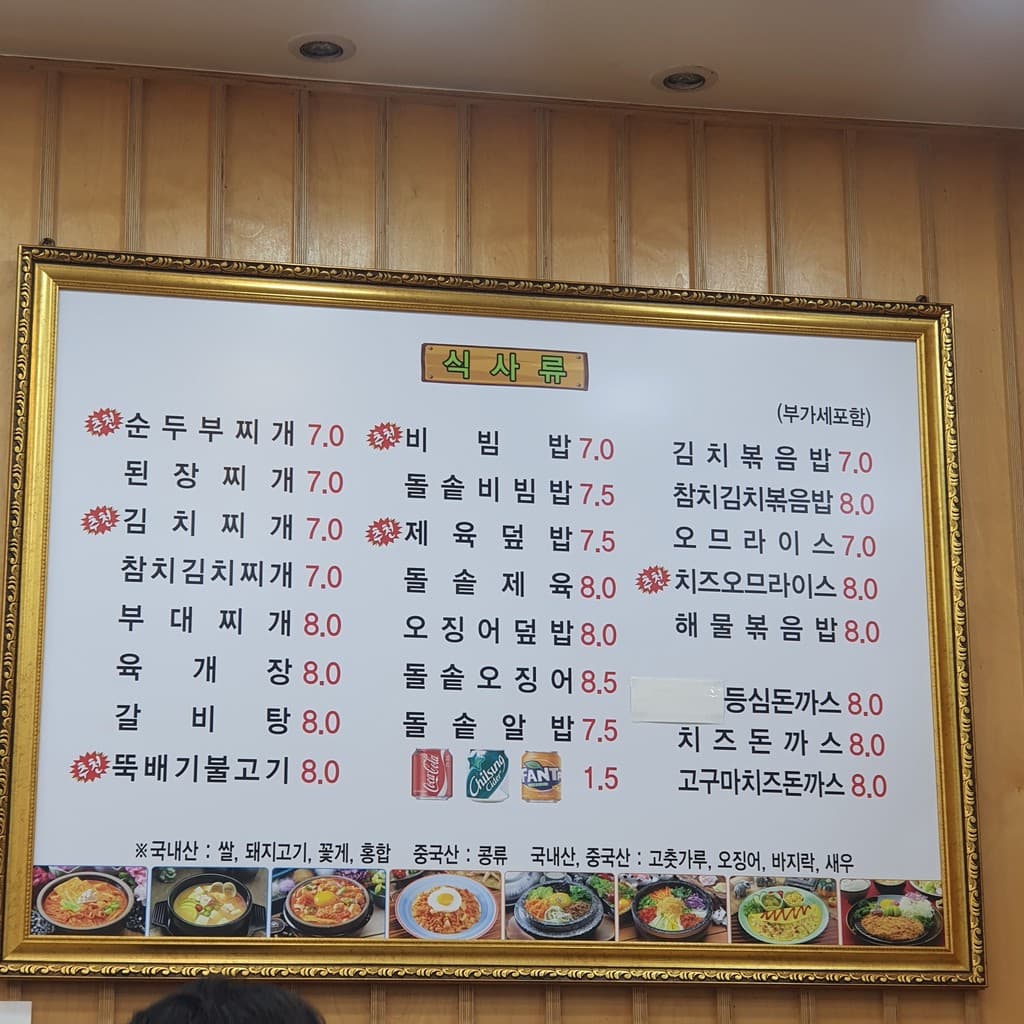 식사류
(부가세포함)
추천 순두부찌개 7.0
된장찌개 7.0
추천 김치찌개 7.0
참치김치찌개 7.0
부대찌개 8.0
육개장 8.0
갈비탕 8.0
추천 뚝배기불고기 8.0
추천 비빔밥 7.0
돌솥비빔밥 7.5
추천 제육덮밥 7.5
돌솥제육 8.0
오징어덮밥 8.0
돌솥오징어 8.5
돌솥알밥 7.5
Coca-Cola Chilsung Cider FANTA 1.5
김치볶음밥 7.0
참치김치볶음밥 8.0
오므라이스 7.0
추천 치즈오므라이스 8.0
해물볶음밥 8.0
등심돈까스 8.0
치즈돈까스 8.0
고구마치즈돈까스 8.0
※국내산 : 쌀, 돼지고기, 꽃게, 홍합 중국산 : 콩류 국내산, 중국산 : 고춧가루, 오징어, 바지락, 새우